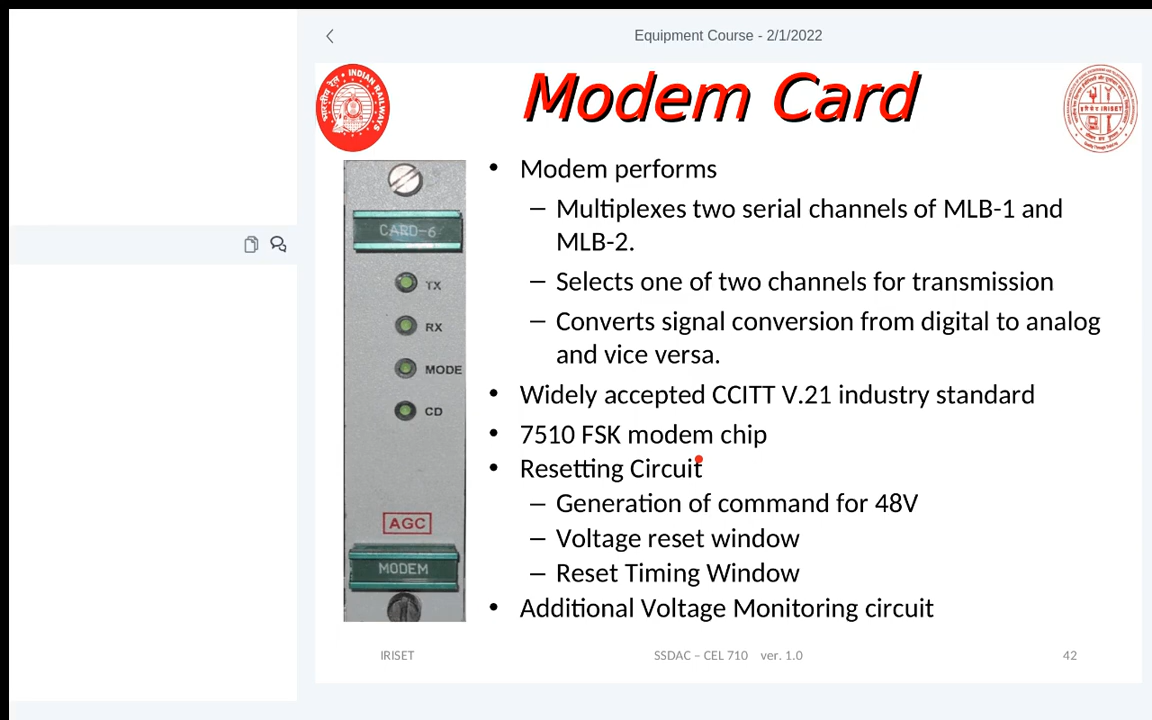 Equipment Course - 2/1/2022
INDIAN RAILWAYS
भारतीय रेल
Modem Card
IRISET
CARD-6
TX
RX
MODE
CD
AGC
MODEM
• Modem performs
– Multiplexes two serial channels of MLB-1 and
MLB-2.
– Selects one of two channels for transmission
– Converts signal conversion from digital to analog
and vice versa.
• Widely accepted CCITT V.21 industry standard
• 7510 FSK modem chip
• Resetting Circuit
– Generation of command for 48V
– Voltage reset window
– Reset Timing Window
• Additional Voltage Monitoring circuit
IRISET
SSDAC – CEL 710 ver. 1.0
42